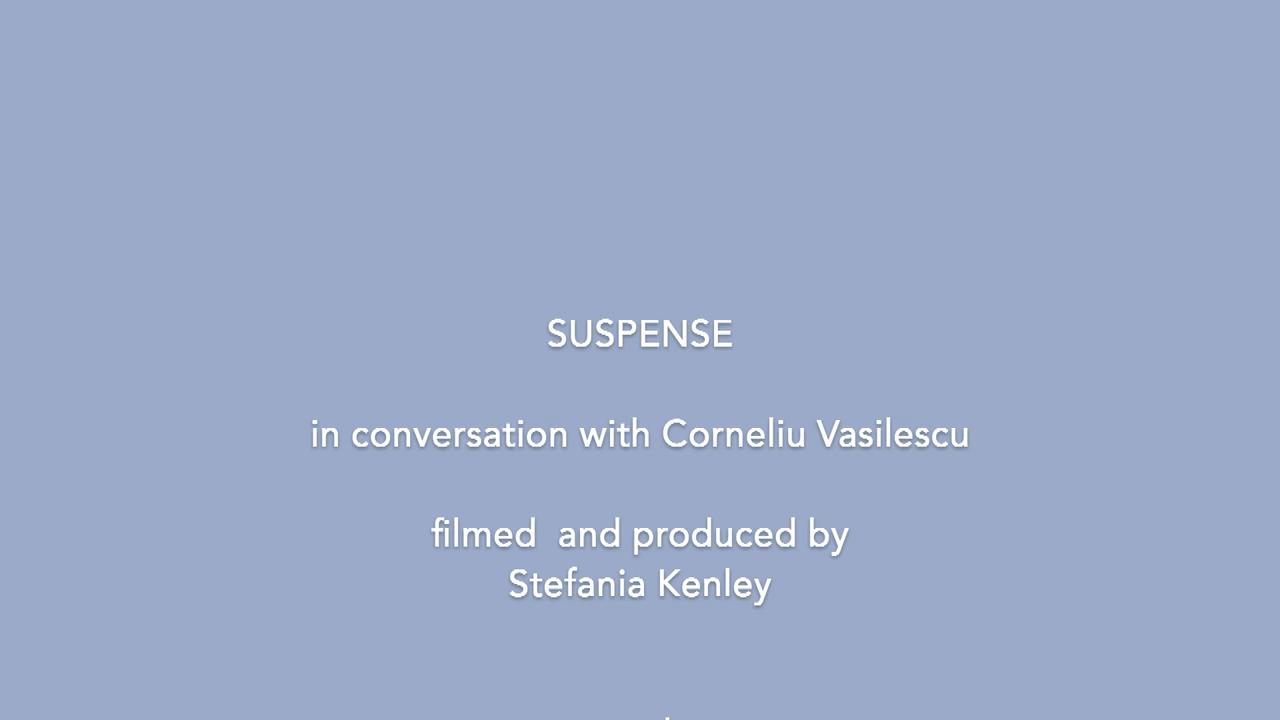 SUSPENSE
in conversation with Corneliu Vasilescu
filmed  and produced by
Stefania Kenley